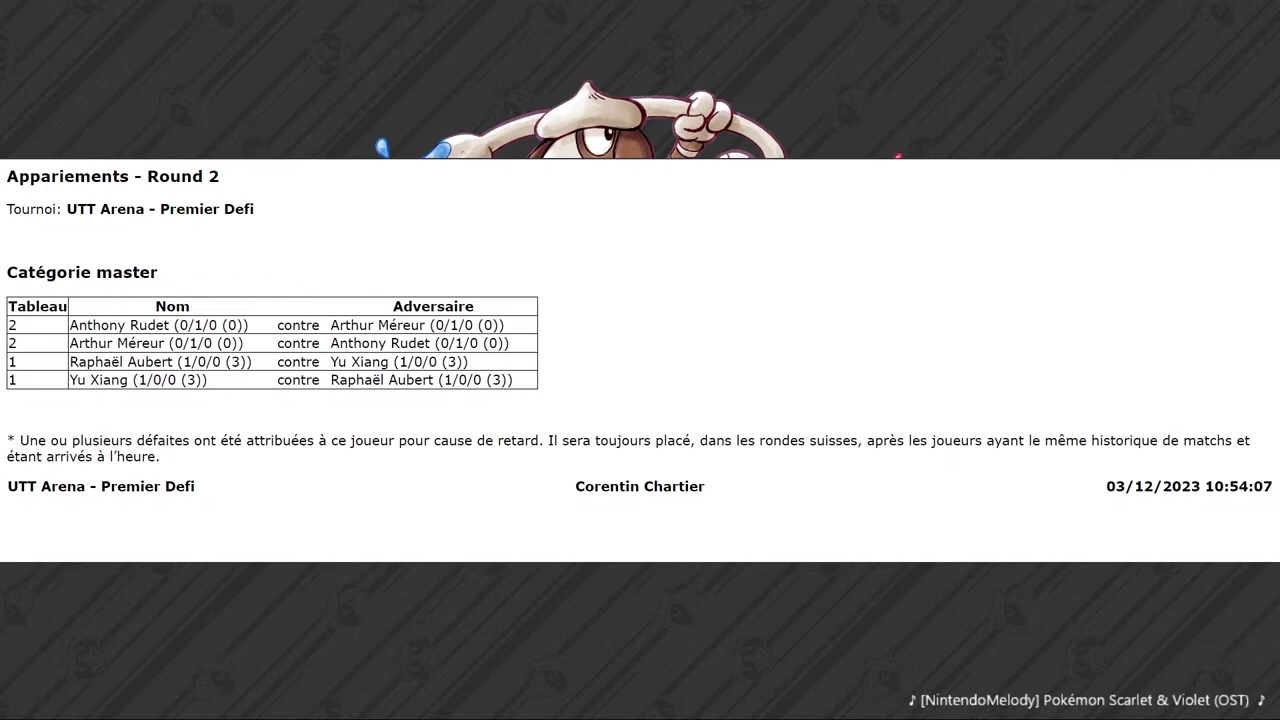 Appariements - Round 2
Tournoi: UTT Arena - Premier Defi
Catégorie master
Tableau Nom Adversaire
2 Anthony Rudet (0/1/0 (0)) contre Arthur Méreur (0/1/0 (0))
2 Arthur Méreur (0/1/0 (0)) contre Anthony Rudet (0/1/0 (0))
1 Raphaël Aubert (1/0/0 (3)) contre Yu Xiang (1/0/0 (3))
1 Yu Xiang (1/0/0 (3)) contre Raphaël Aubert (1/0/0 (3))
* Une ou plusieurs défaites ont été attribuées à ce joueur pour cause de retard. Il sera toujours placé, dans les rondes suisses, après les joueurs ayant le même historique de matchs et
étant arrivés à l’heure.
UTT Arena - Premier Defi Corentin Chartier 03/12/2023 10:54:07
♪ [NintendoMelody] Pokémon Scarlet & Violet (OST) ♪